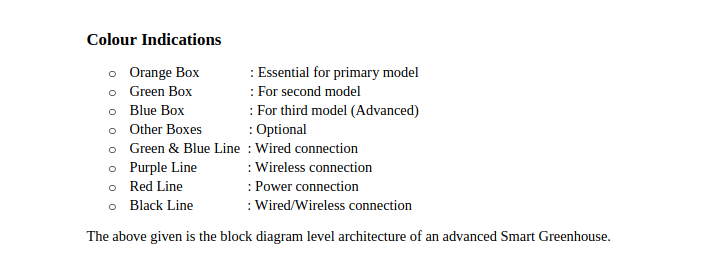 Colour Indications
○ Orange Box : Essential for primary model
○ Green Box : For second model
○ Blue Box : For third model (Advanced)
○ Other Boxes : Optional
○ Green & Blue Line : Wired connection
○ Purple Line : Wireless connection
○ Red Line : Power connection
○ Black Line : Wired/Wireless connection
The above given is the block diagram level architecture of an advanced Smart Greenhouse.